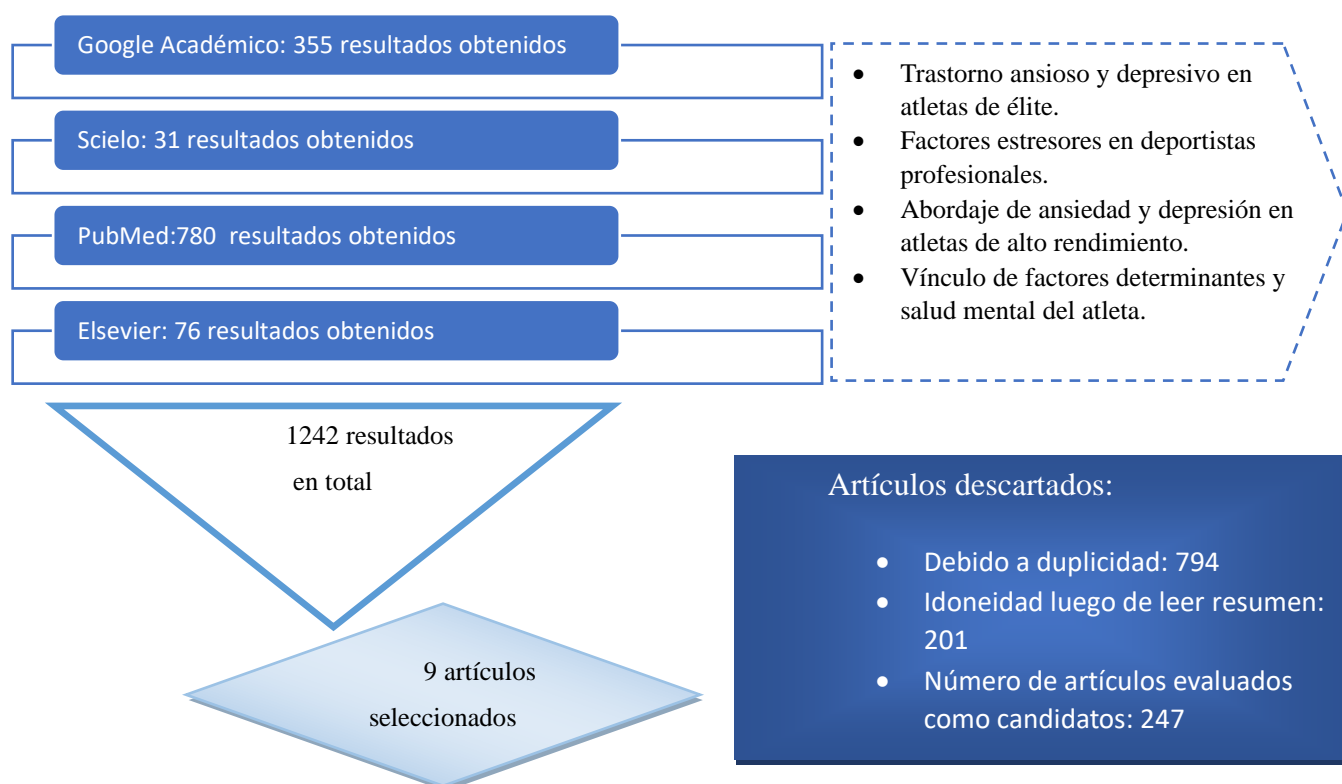 Google Académico: 355 resultados obtenidos
Scielo: 31 resultados obtenidos
PubMed:780  resultados obtenidos
Elsevier: 76 resultados obtenidos
• Trastorno ansioso y depresivo en
atletas de élite.
• Factores estresores en deportistas
profesionales.
• Abordaje de ansiedad y depresión en
atletas de alto rendimiento.
• Vínculo de factores determinantes y
salud mental del atleta.
1242 resultados
en total
Artículos descartados:
• Debido a duplicidad: 794
• Idoneidad luego de leer resumen:
201
• Número de artículos evaluados
como candidatos: 247
9 artículos
seleccionados